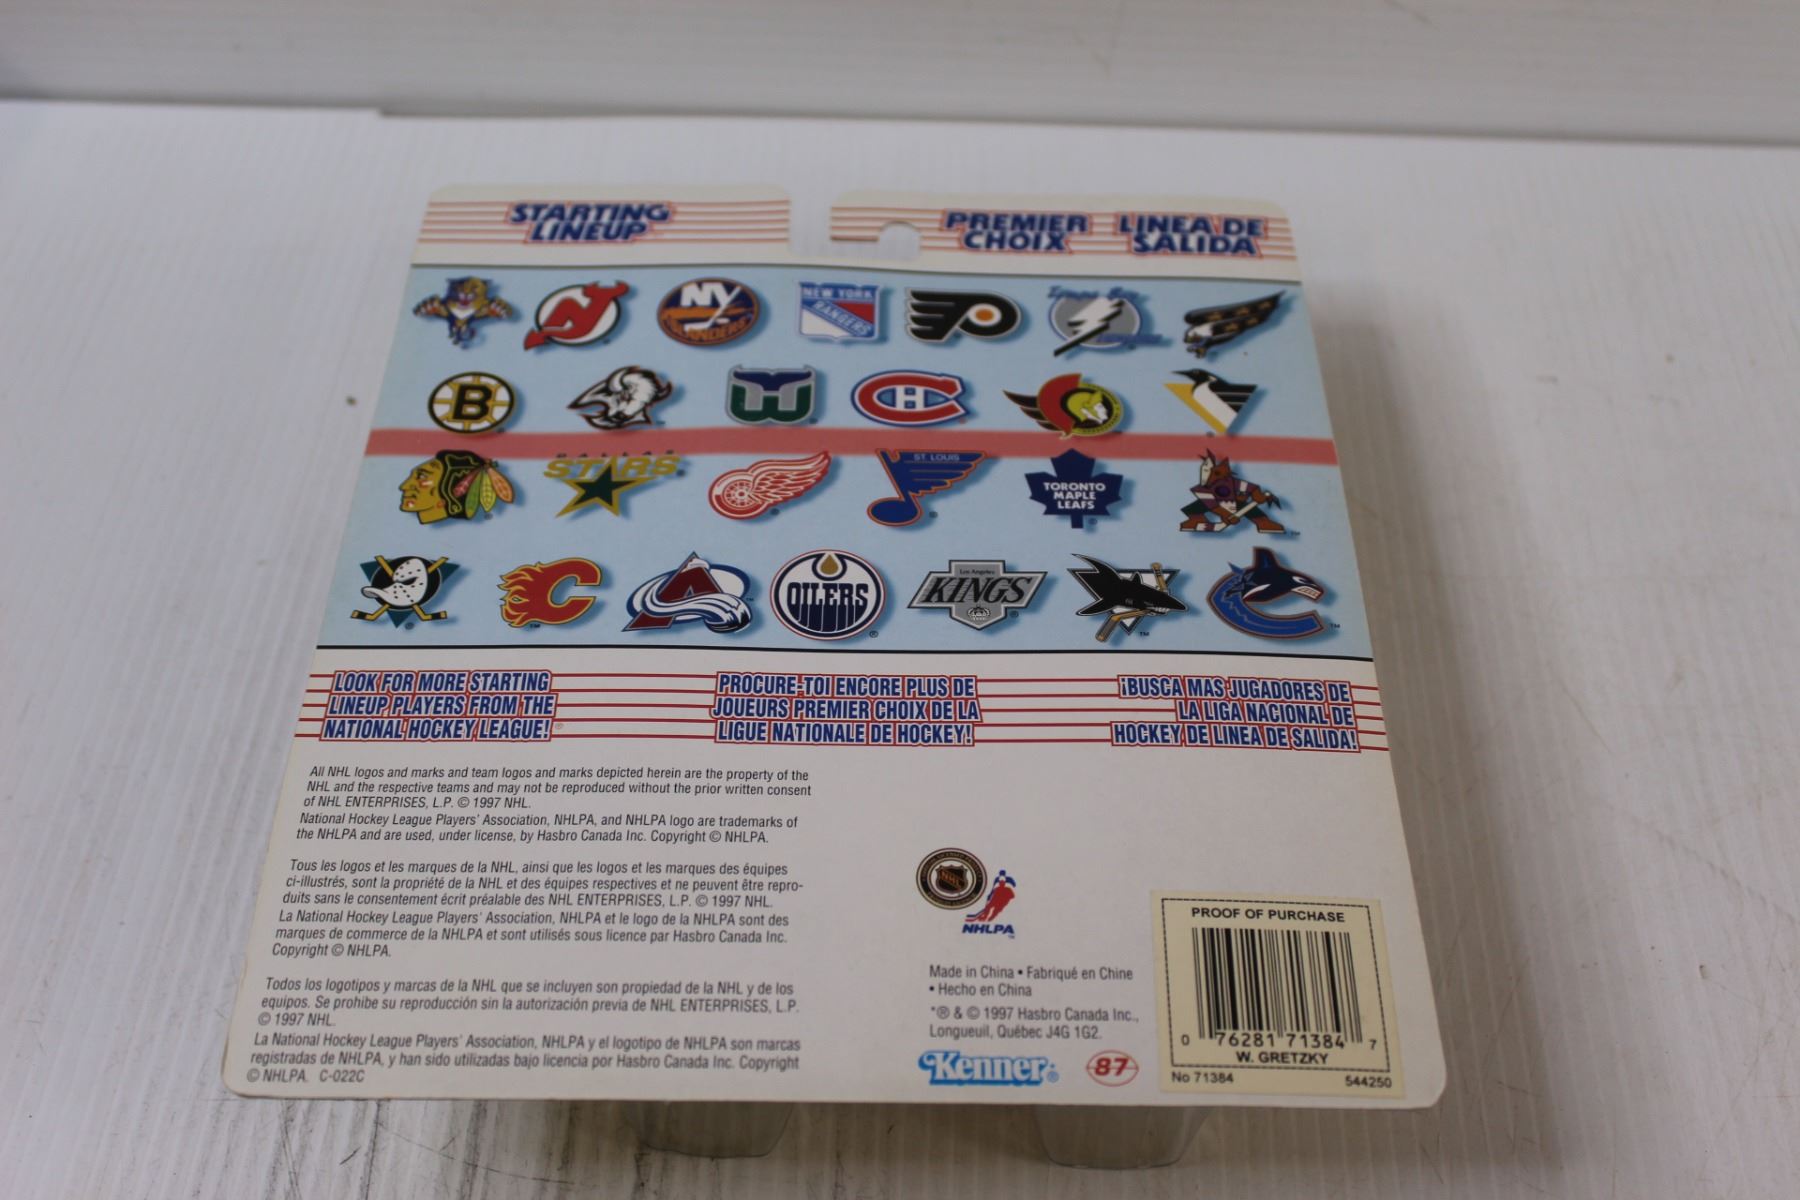 STARTING
LINEUP
PREMIER
CHOIX
LINEA DE
SALIDA
NY
ISLANDERS
NEW YORK
RANGERS
Tampa Bay
B
H
DALLAS
STARS
ST. LOUIS
TORONTO
MAPLE
LEAFS
OILERS
Los Angeles
KINGS
LOOK FOR MORE STARTING
LINEUP PLAYERS FROM THE
NATIONAL HOCKEY LEAGUE!®
PROCURE-TOI ENCORE PLUS DE
JOUEURS PREMIER CHOIX DE LA
LIGUE NATIONALE DE HOCKEY!
¡BUSCA MAS JUGADORES DE
LA LIGA NACIONAL DE
HOCKEY DE LINEA DE SALIDA!
All NHL logos and marks and team logos and marks depicted herein are the property of the
NHL and the respective teams and may not be reproduced without the prior written consent
of NHL ENTERPRISES, L.P. © 1997 NHL.
National Hockey League Players' Association, NHLPA, and NHLPA logo are trademarks of
the NHLPA and are used, under license, by Hasbro Canada Inc. Copyright © NHLPA.
Tous les logos et les marques de la NHL, ainsi que les logos et les marques des équipes
ci-illustrés, sont la propriété de la NHL et des équipes respectives et ne peuvent être repro-
duits sans le consentement écrit préalable des NHL ENTERPRISES, L.P. © 1997 NHL.
La National Hockey League Players' Association, NHLPA et le logo de la NHLPA sont des
marques de commerce de la NHLPA et sont utilisés sous licence par Hasbro Canada Inc.
Copyright © NHLPA.
Todos los logotipos y marcas de la NHL que se incluyen son propiedad de la NHL y de los
equipos. Se prohibe su reproducción sin la autorización previa de NHL ENTERPRISES, L.P.
© 1997 NHL.
La National Hockey League Players' Association, NHLPA y el logotipo de NHLPA son marcas
registradas de NHLPA, y han sido utilizadas bajo licencia por Hasbro Canada Inc. Copyright
© NHLPA. C-022C
NHL
NHLPA
™
Made in China • Fabriqué en Chine
• Hecho en China
*® & © 1997 Hasbro Canada Inc.,
Longueuil, Québec J4G 1G2.
Kenner®
87
PROOF OF PURCHASE
0 76281 71384 7
W. GRETZKY
No 71384
544250